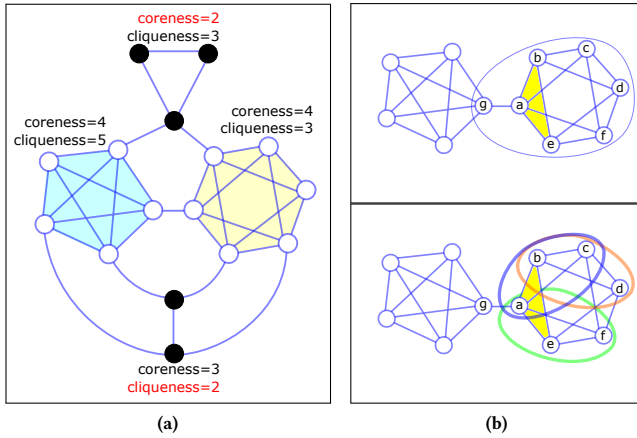 coreness=2
cliqueness=3
coreness=4
cliqueness=5
coreness=4
cliqueness=3
coreness=3
cliqueness=2
(a)
b
c
g
a
d
e
f
b
c
g
a
d
e
f
(b)